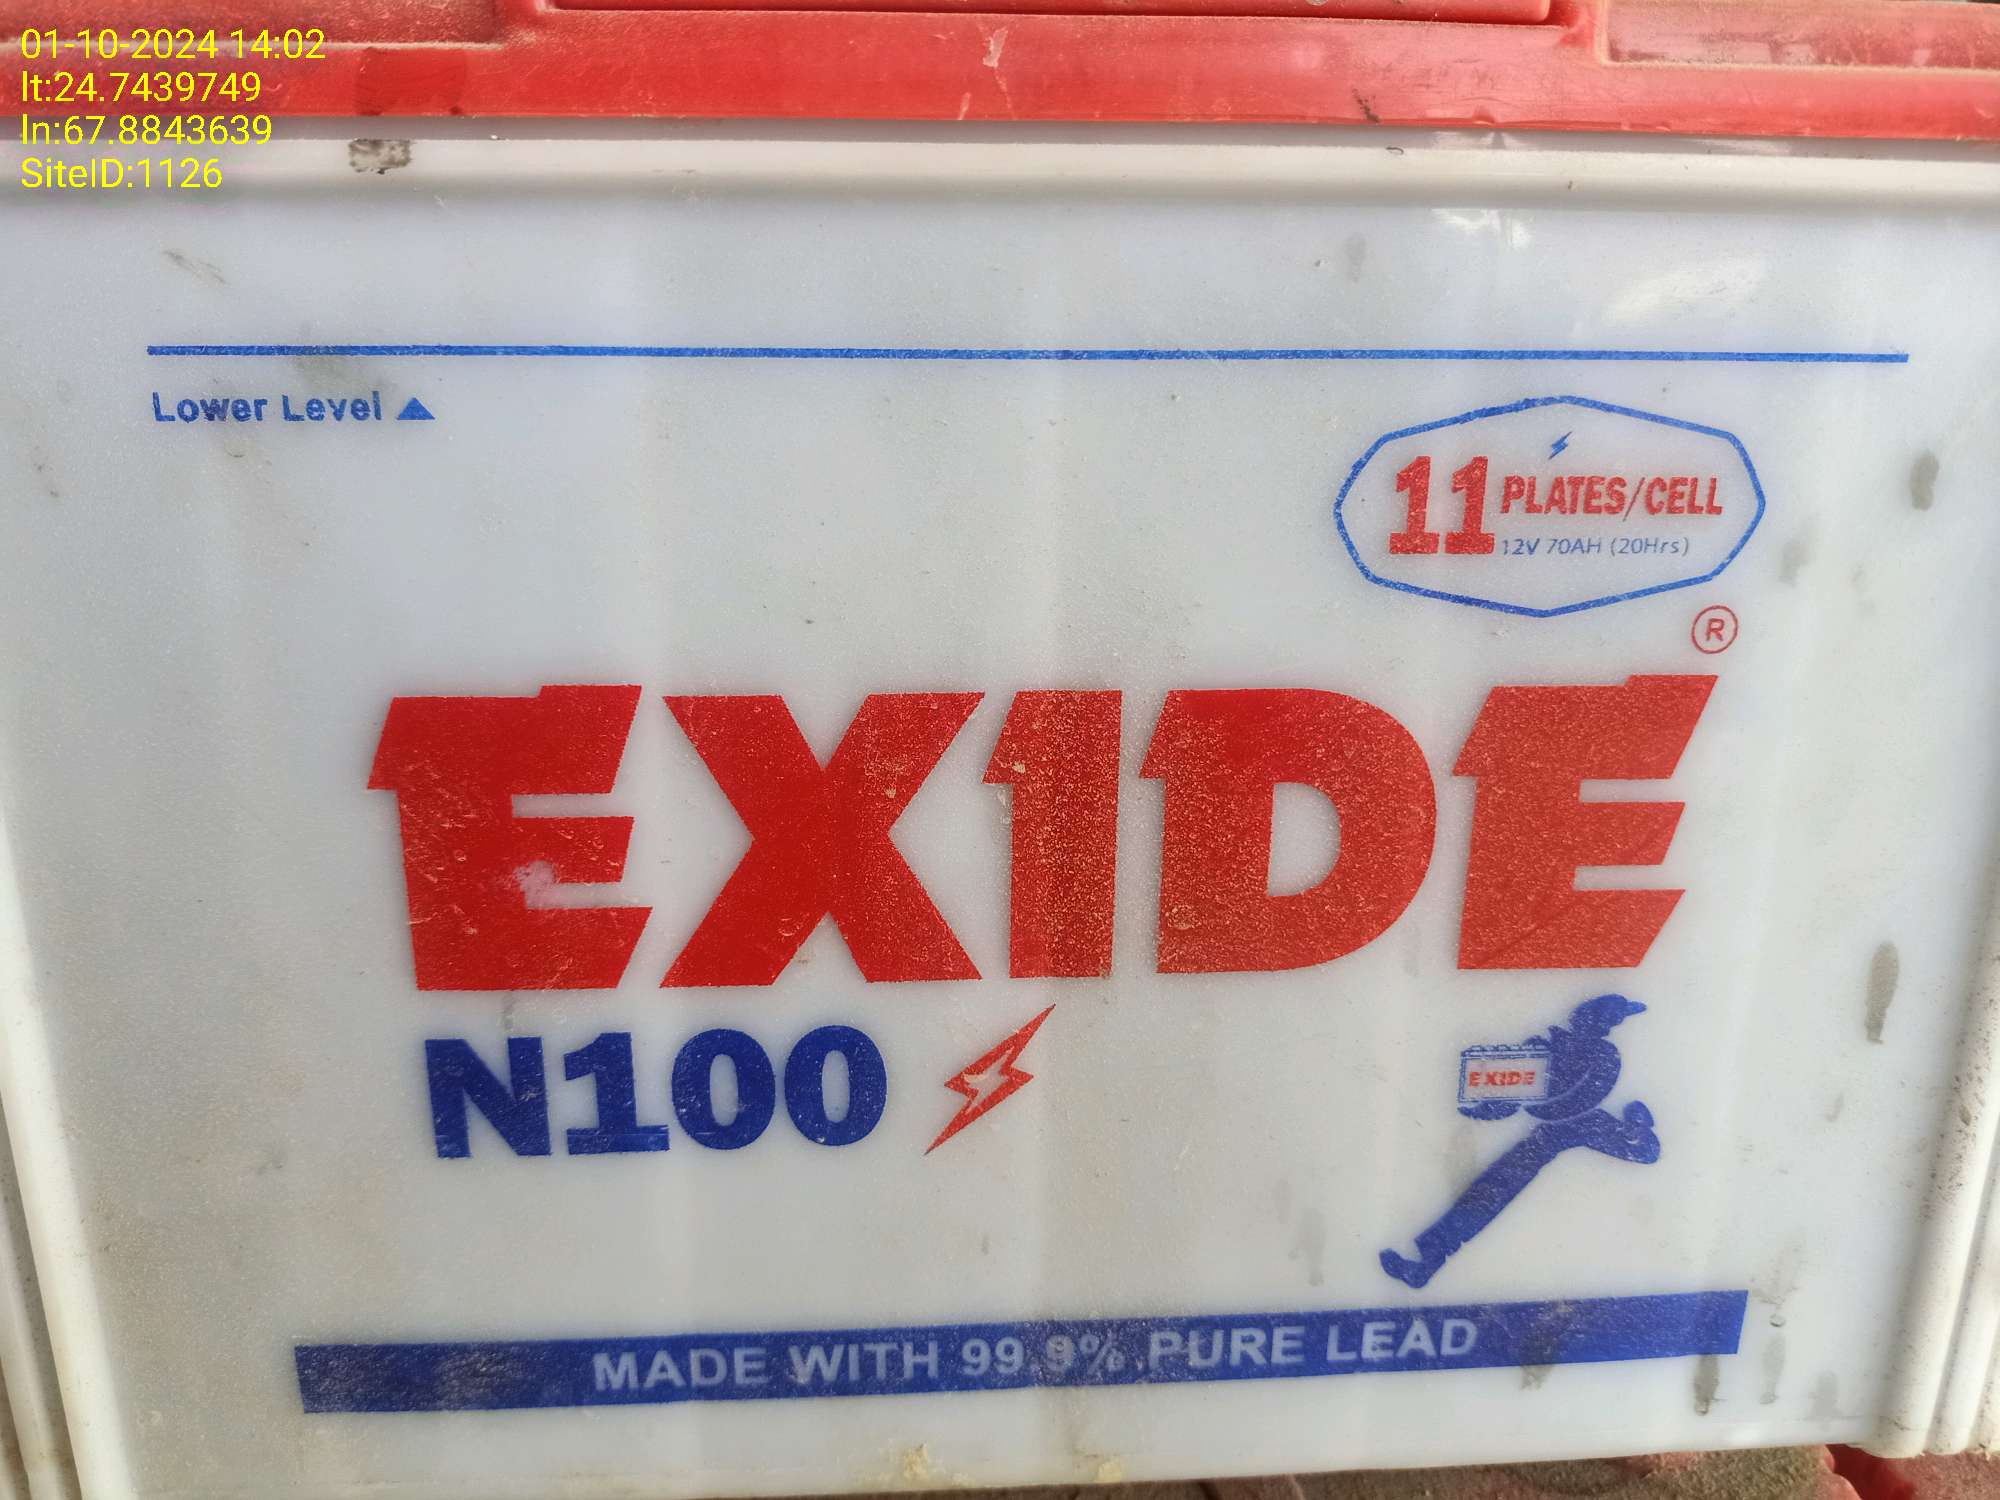 01-10-2024 14:02
lt:24.7439749
ln:67.8843639
SiteID:1126
Lower Level
11 PLATES/CELL
12V 70AH (20Hrs)
®
EXIDE
N100
EXIDE
MADE WITH 99.9% PURE LEAD